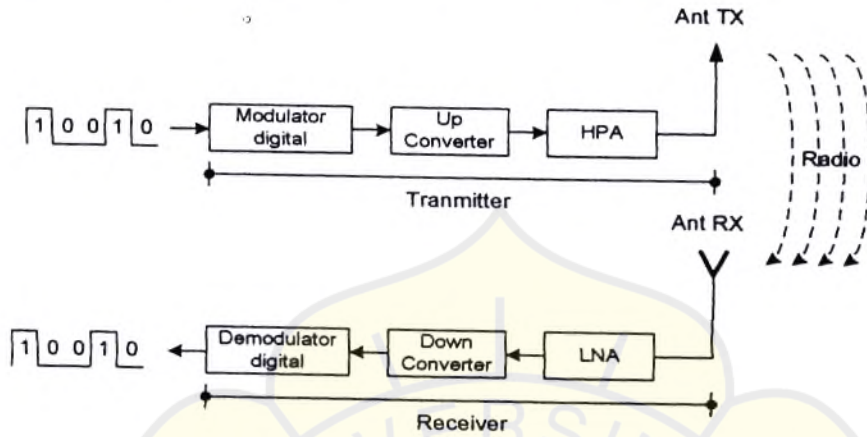 Ant TX
1 0 0 1 0
Modulator digital
Up Converter
HPA
Radio
Tranmitter
Ant RX
1 0 0 1 0
Demodulator digital
Down Converter
LNA
Receiver